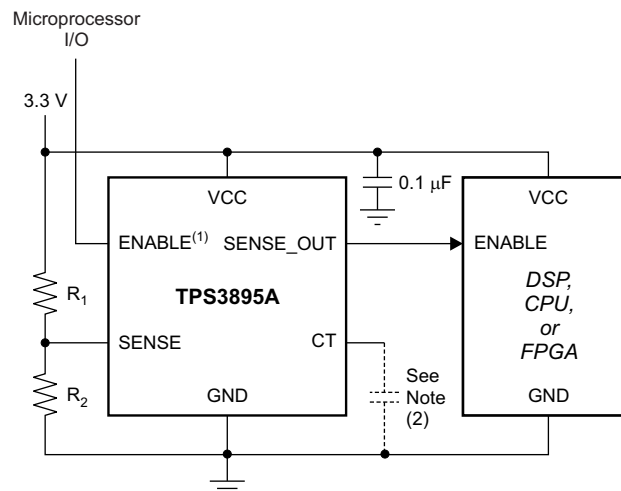 Microprocessor
I/O
3.3 V
0.1 μF
VCC
VCC
ENABLE(1)
SENSE_OUT
ENABLE
R1
TPS3895A
DSP,
CPU,
or
FPGA
SENSE
CT
See
Note
(2)
R2
GND
GND